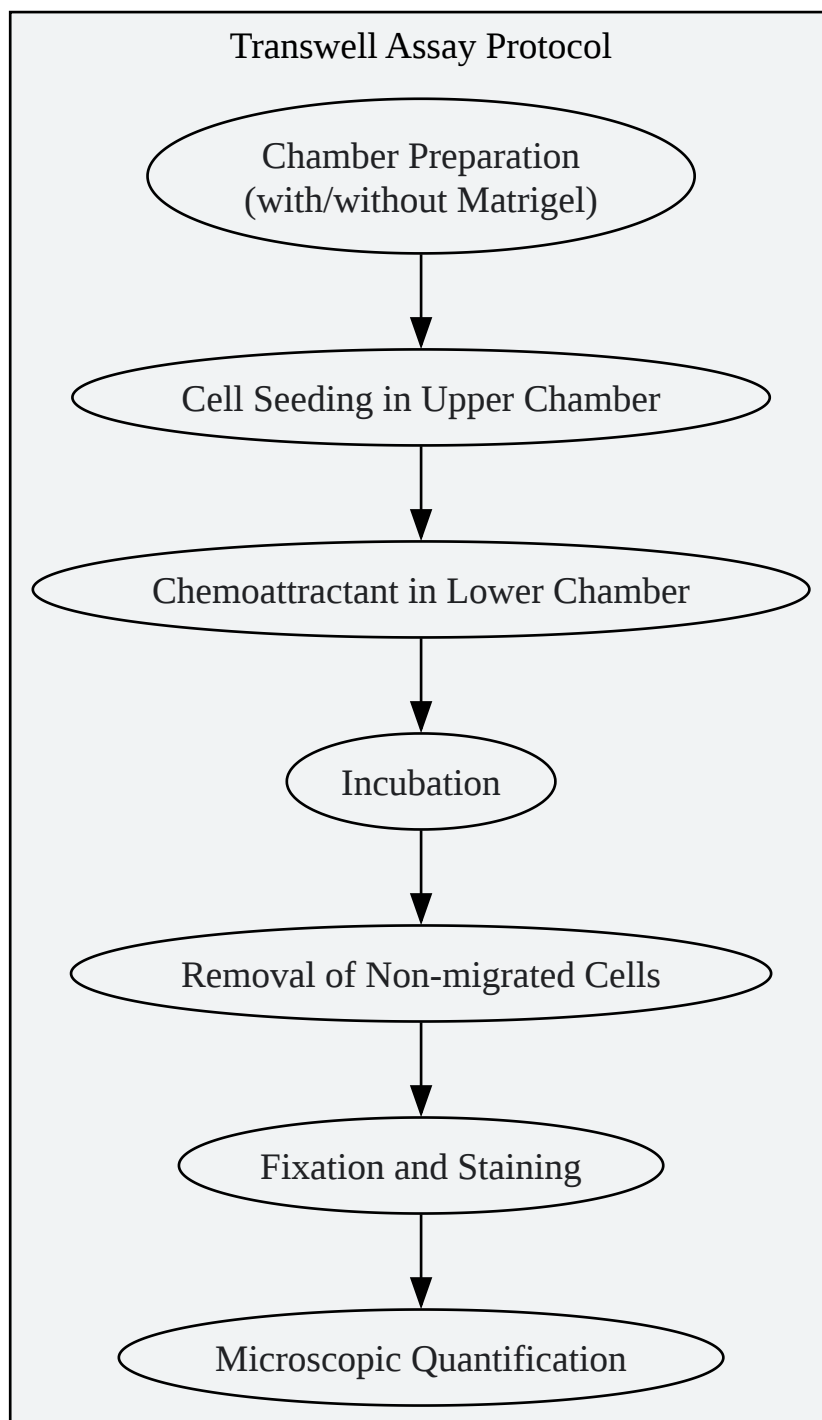 Transwell Assay Protocol
Chamber Preparation
(with/without Matrigel)
Cell Seeding in Upper Chamber
Chemoattractant in Lower Chamber
Incubation
Removal of Non-migrated Cells
Fixation and Staining
Microscopic Quantification